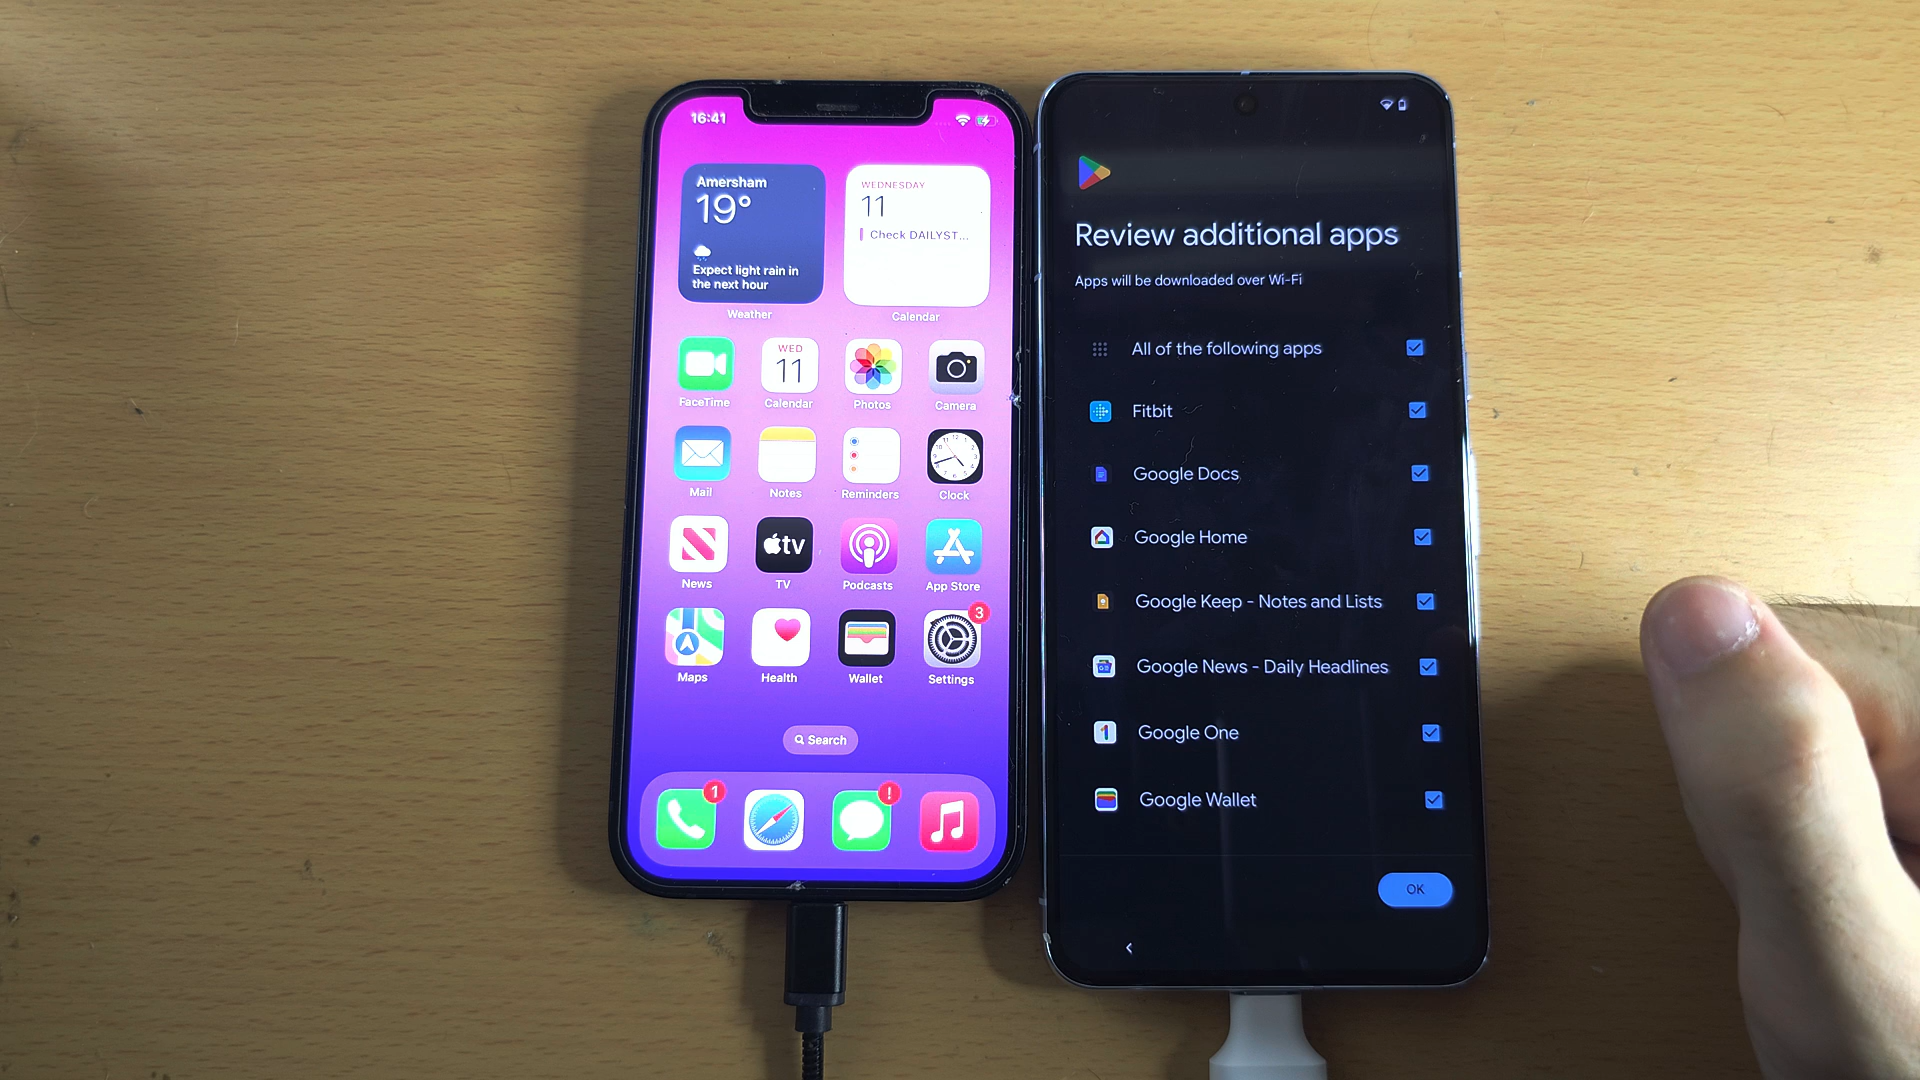 16:41
Amersham
19°
Expect light rain in
the next hour
Weather
WEDNESDAY
11
Check DAILYST...
Calendar
FaceTime
WED
11
Calendar
Photos
Camera
Mail
Notes
Reminders
Clock
News
tv
TV
Podcasts
App Store
Maps
Health
Wallet
3
Settings
Search
1
!
Review additional apps
Apps will be downloaded over Wi-Fi
All of the following apps
Fitbit
Google Docs
Google Home
Google Keep - Notes and Lists
Google News - Daily Headlines
1
Google One
Google Wallet
OK